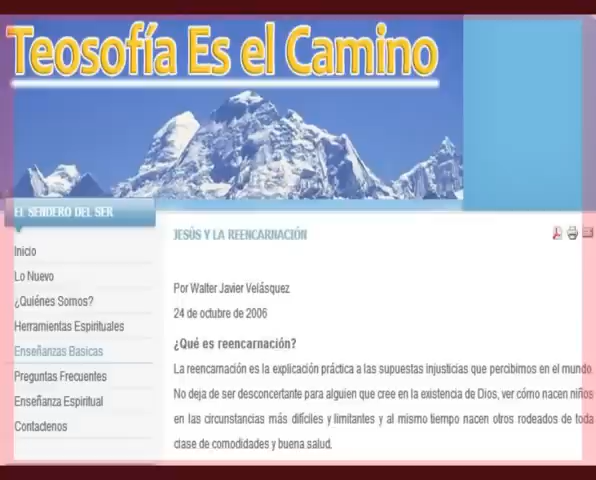 Teosofía Es el Camino
EL SENDERO DEL SER
JESÚS Y LA REENCARNACIÓN
Inicio
Lo Nuevo
¿Quiénes Somos?
Herramientas Espirituales
Enseñanzas Basicas
Preguntas Frecuentes
Enseñanza Espiritual
Contactenos
Por Walter Javier Velásquez
24 de octubre de 2006
¿Qué es reencarnación?
La reencarnación es la explicación práctica a las supuestas injusticias que percibimos en el mundo.
No deja de ser desconcertante para alguien que cree en la existencia de Dios, ver cómo nacen niños
en las circunstancias más difíciles y limitantes y al mismo tiempo nacen otros rodeados de toda
clase de comodidades y buena salud.